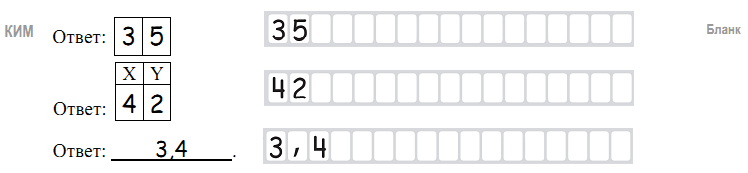 КИМ Ответ: 3 5 35 Бланк
X Y
Ответ: 4 2 42
Ответ: 3,4. 3,4